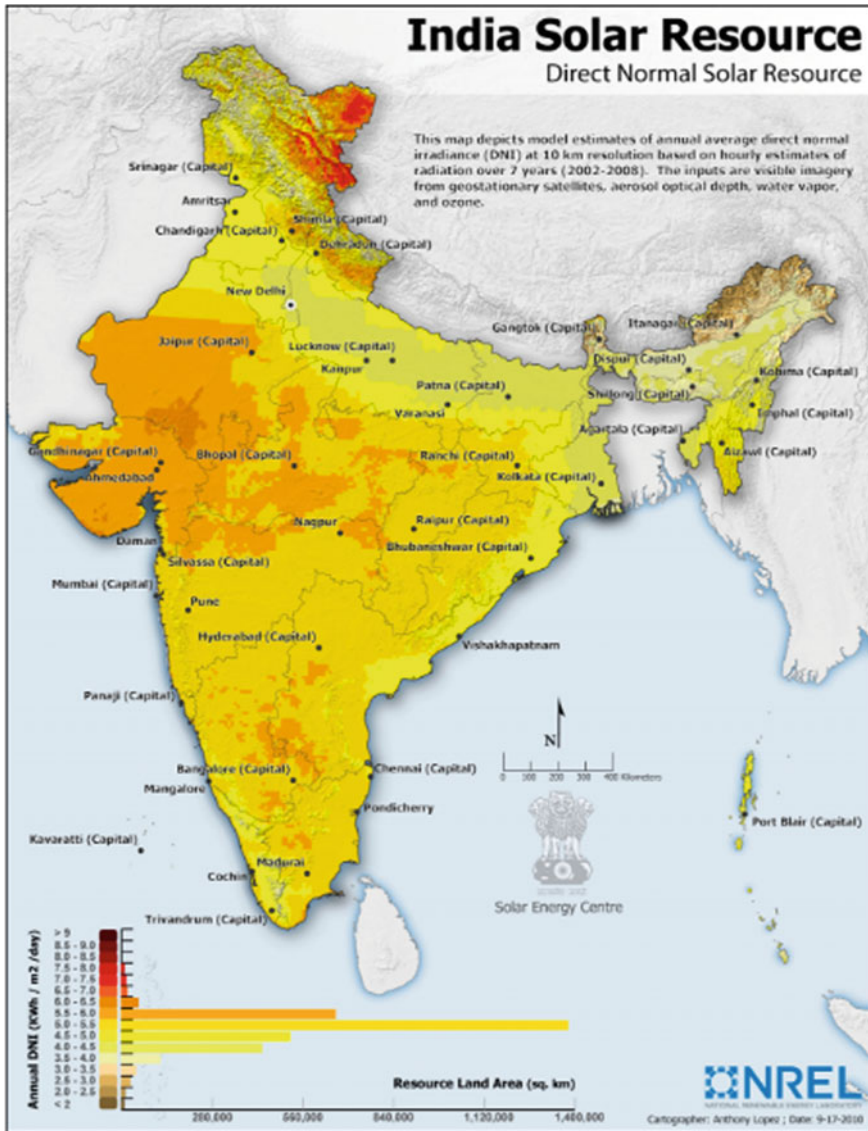 India Solar Resource
Direct Normal Solar Resource
This map depicts model estimates of annual average direct normal
irradiance (DNI) at 10 km resolution based on hourly estimates of
radiation over 7 years (2002-2008). The inputs are visible imagery
from geostationary satellites, aerosol optical depth, water vapor,
and ozone.
Srinagar (Capital)
Amritsar
Shimla (Capital)
Chandigarh (Capital)
Dehradun (Capital)
New Delhi
Gangtok (Capital)
Itanagar (Capital)
Jaipur (Capital)
Lucknow (Capital)
Kanpur
Dispur (Capital)
Kohima (Capital)
Patna (Capital)
Shillong (Capital)
Varanasi
Imphal (Capital)
Agartala (Capital)
Aizawl (Capital)
Gandhinagar (Capital)
Bhopal (Capital)
Ranchi (Capital)
Ahmedabad
Kolkata (Capital)
Nagpur
Raipur (Capital)
Daman
Bhubaneshwar (Capital)
Silvassa (Capital)
Mumbai (Capital)
Pune
Hyderabad (Capital)
Vishakhapatnam
Panaji (Capital)
N
0 100 200 300 400 Kilometers
Bangalore (Capital)
Chennai (Capital)
Mangalore
Pondicherry
Port Blair (Capital)
Kavaratti (Capital)
Madurai
Cochin
Solar Energy Centre
Trivandrum (Capital)
Annual DNI (KWh / m2 /day)
> 9
8.5 - 9.0
8.0 - 8.5
7.5 - 8.0
7.0 - 7.5
6.5 - 7.0
6.0 - 6.5
5.5 - 6.0
5.0 - 5.5
4.5 - 5.0
4.0 - 4.5
3.5 - 4.0
3.0 - 3.5
2.5 - 3.0
2.0 - 2.5
< 2
Resource Land Area (sq. km)
280,000 560,000 840,000 1,120,000 1,400,000
NREL
NATIONAL RENEWABLE ENERGY LABORATORY
Cartographer: Anthony Lopez ; Date: 9-17-2010